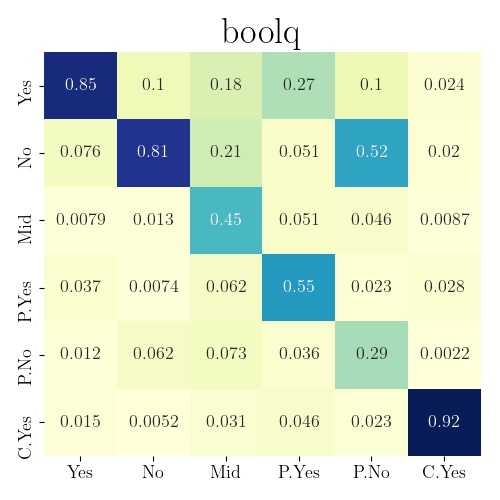 boolq
Yes 0.85 0.1 0.18 0.27 0.1 0.024
No 0.076 0.81 0.21 0.051 0.52 0.02
Mid 0.0079 0.013 0.45 0.051 0.046 0.0087
P.Yes 0.037 0.0074 0.062 0.55 0.023 0.028
P.No 0.012 0.062 0.073 0.036 0.29 0.0022
C.Yes 0.015 0.0052 0.031 0.046 0.023 0.92
Yes No Mid P.Yes P.No C.Yes